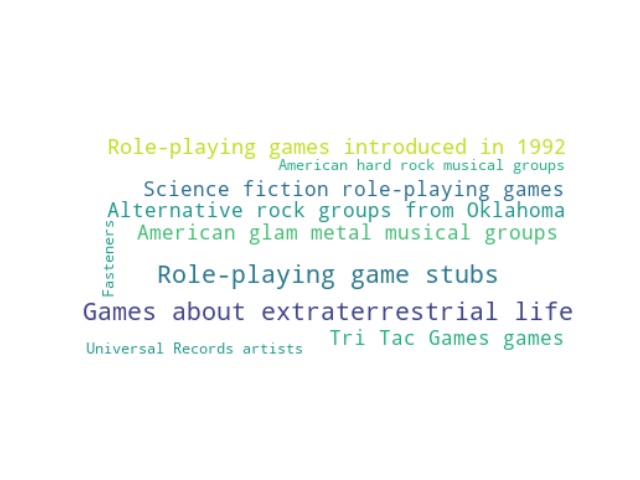 Role-playing games introduced in 1992
American hard rock musical groups
Science fiction role-playing games
Alternative rock groups from Oklahoma
American glam metal musical groups
Fasteners
Role-playing game stubs
Games about extraterrestrial life
Tri Tac Games games
Universal Records artists